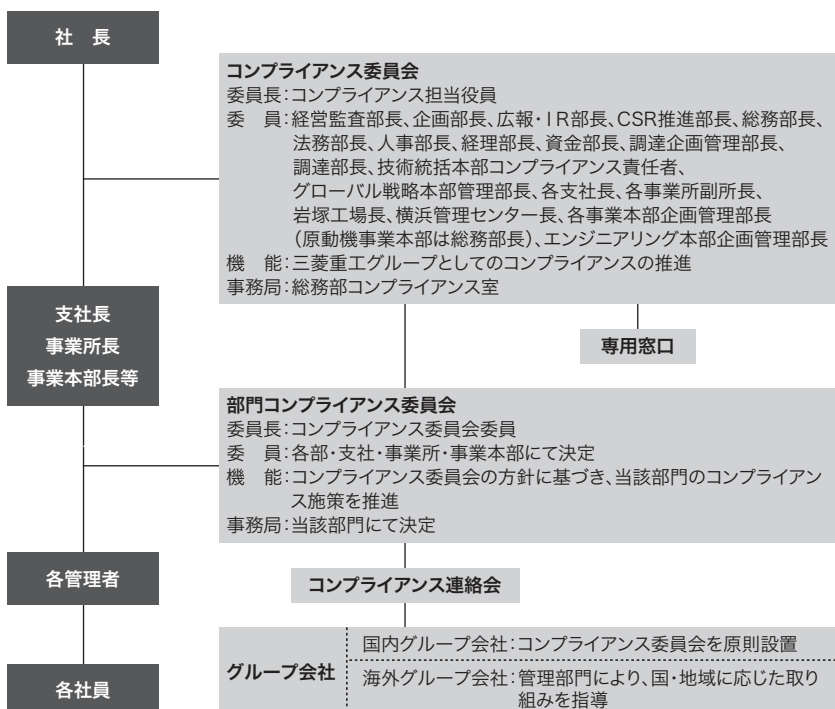 社　長
コンプライアンス委員会
委員長：コンプライアンス担当役員
委　員：経営監査部長、企画部長、広報・IR部長、CSR推進部長、総務部長、
法務部長、人事部長、経理部長、資金部長、調達企画管理部長、
調達部長、技術統括本部コンプライアンス責任者、
グローバル戦略本部管理部長、各支社長、各事業所副所長、
岩塚工場長、横浜管理センター長、各事業本部企画管理部長
（原動機事業本部は総務部長）、エンジニアリング本部企画管理部長
機　能：三菱重工グループとしてのコンプライアンスの推進
事務局：総務部コンプライアンス室
支社長
事業所長
事業本部長等
専用窓口
部門コンプライアンス委員会
委員長：コンプライアンス委員会委員
委　員：各部・支社・事業所・事業本部にて決定
機　能：コンプライアンス委員会の方針に基づき、当該部門のコンプライアン
ス施策を推進
事務局：当該部門にて決定
各管理者
コンプライアンス連絡会
グループ会社
国内グループ会社：コンプライアンス委員会を原則設置
海外グループ会社：管理部門により、国・地域に応じた取り
組みを指導
各社員